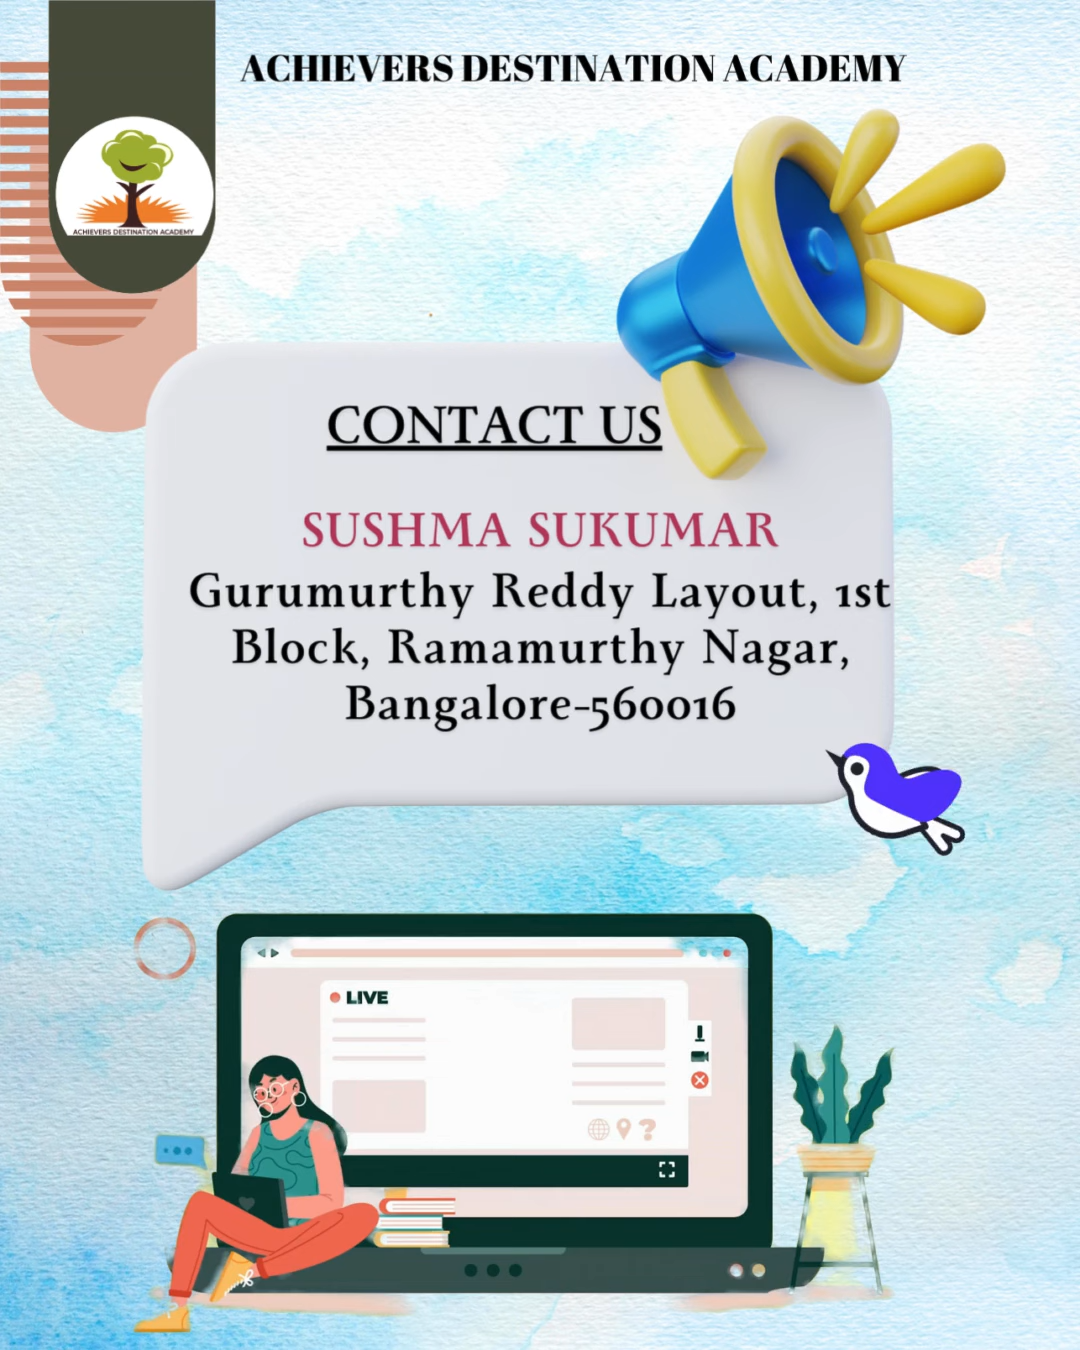 ACHIEVERS DESTINATION ACADEMY
ACHIEVERS DESTINATION ACADEMY
CONTACT US
SUSHMA SUKUMAR
Gurumurthy Reddy Layout, 1st
Block, Ramamurthy Nagar,
Bangalore-560016
LIVE
?